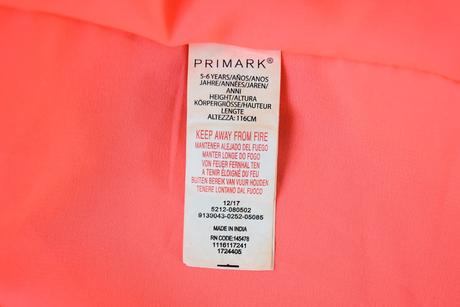 PRIMARK®
5-6 YEARS/AÑOS/ANOS
JAHRE/ANNÉES/JAREN/
ANNI
HEIGHT/ALTURA
KÖRPERGRÖSSE/HAUTEUR
LENGTE
ALTEZZA: 116CM
KEEP AWAY FROM FIRE
MANTENER ALEJADO DEL FUEGO
MANTER LONGE DO FOGO
VON FEUER FERNHALTEN
À TENIR ÉLOIGNÉ DU FEU
BUITEN BEREIK VAN VUUR HOUDEN
TENERE LONTANO DAL FUOCO
12/17
5212-080502
9139043-0252-05085
MADE IN INDIA
RN CODE:145478
1116117241
1724405